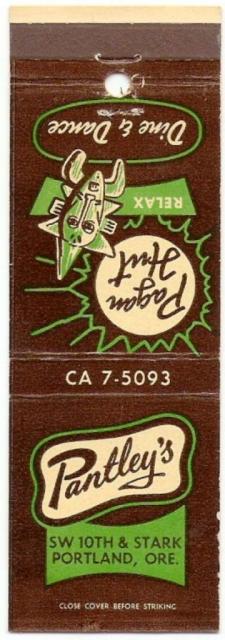 Dine & Dance
RELAX
Pagan
Hut
CA 7-5093
Pantley's
SW 10TH & STARK
PORTLAND, ORE.
CLOSE COVER BEFORE STRIKING